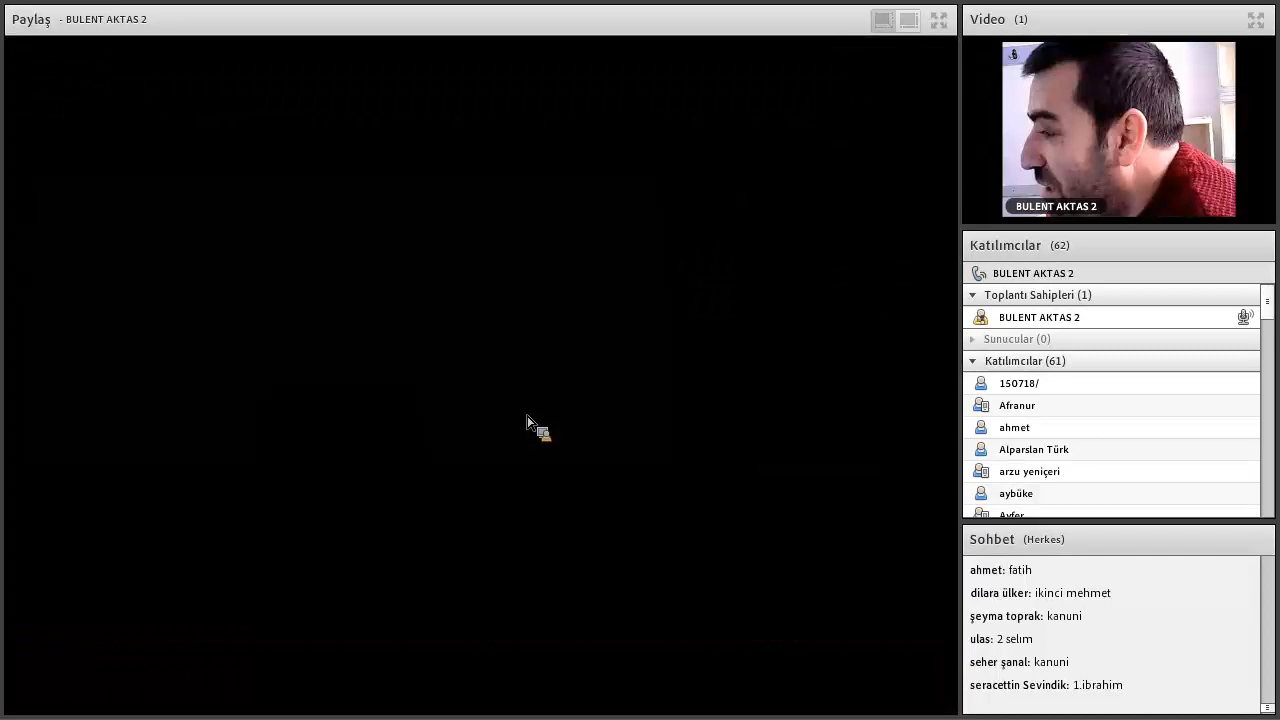 Paylaş - BULENT AKTAS 2
Video (1)
BULENT AKTAS 2
Katılımcılar (62)
BULENT AKTAS 2
Toplantı Sahipleri (1)
BULENT AKTAS 2
Sunucular (0)
Katılımcılar (61)
150718/
Afranur
ahmet
Alparslan Türk
arzu yeniçeri
aybüke
Sohbet (Herkes)
ahmet: fatih
dilara ülker: ikinci mehmet
şeyma toprak: kanuni
ulas: 2 selım
seher şanal: kanuni
seracettin Sevindik: 1.ibrahim